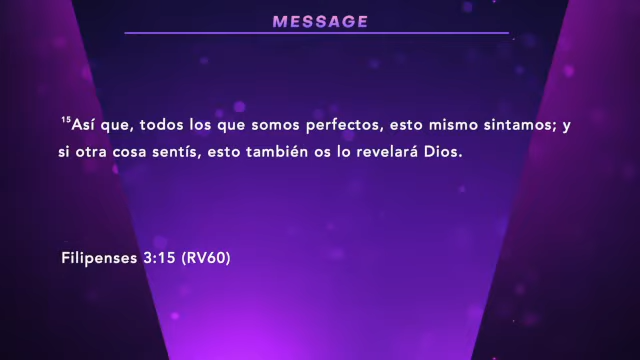 MESSAGE
¹⁵Así que, todos los que somos perfectos, esto mismo sintamos; y
si otra cosa sentís, esto también os lo revelará Dios.
Filipenses 3:15 (RV60)